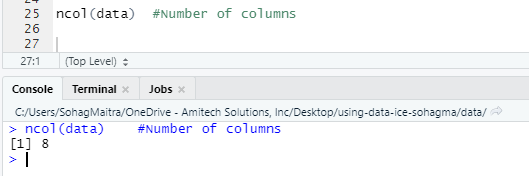 24
25 ncol(data) #Number of columns
26
27
27:1 (Top Level)
Console Terminal Jobs
C:/Users/SohagMaitra/OneDrive - Amitech Solutions, Inc/Desktop/using-data-ice-sohagma/data/
> ncol(data) #Number of columns
[1] 8
>